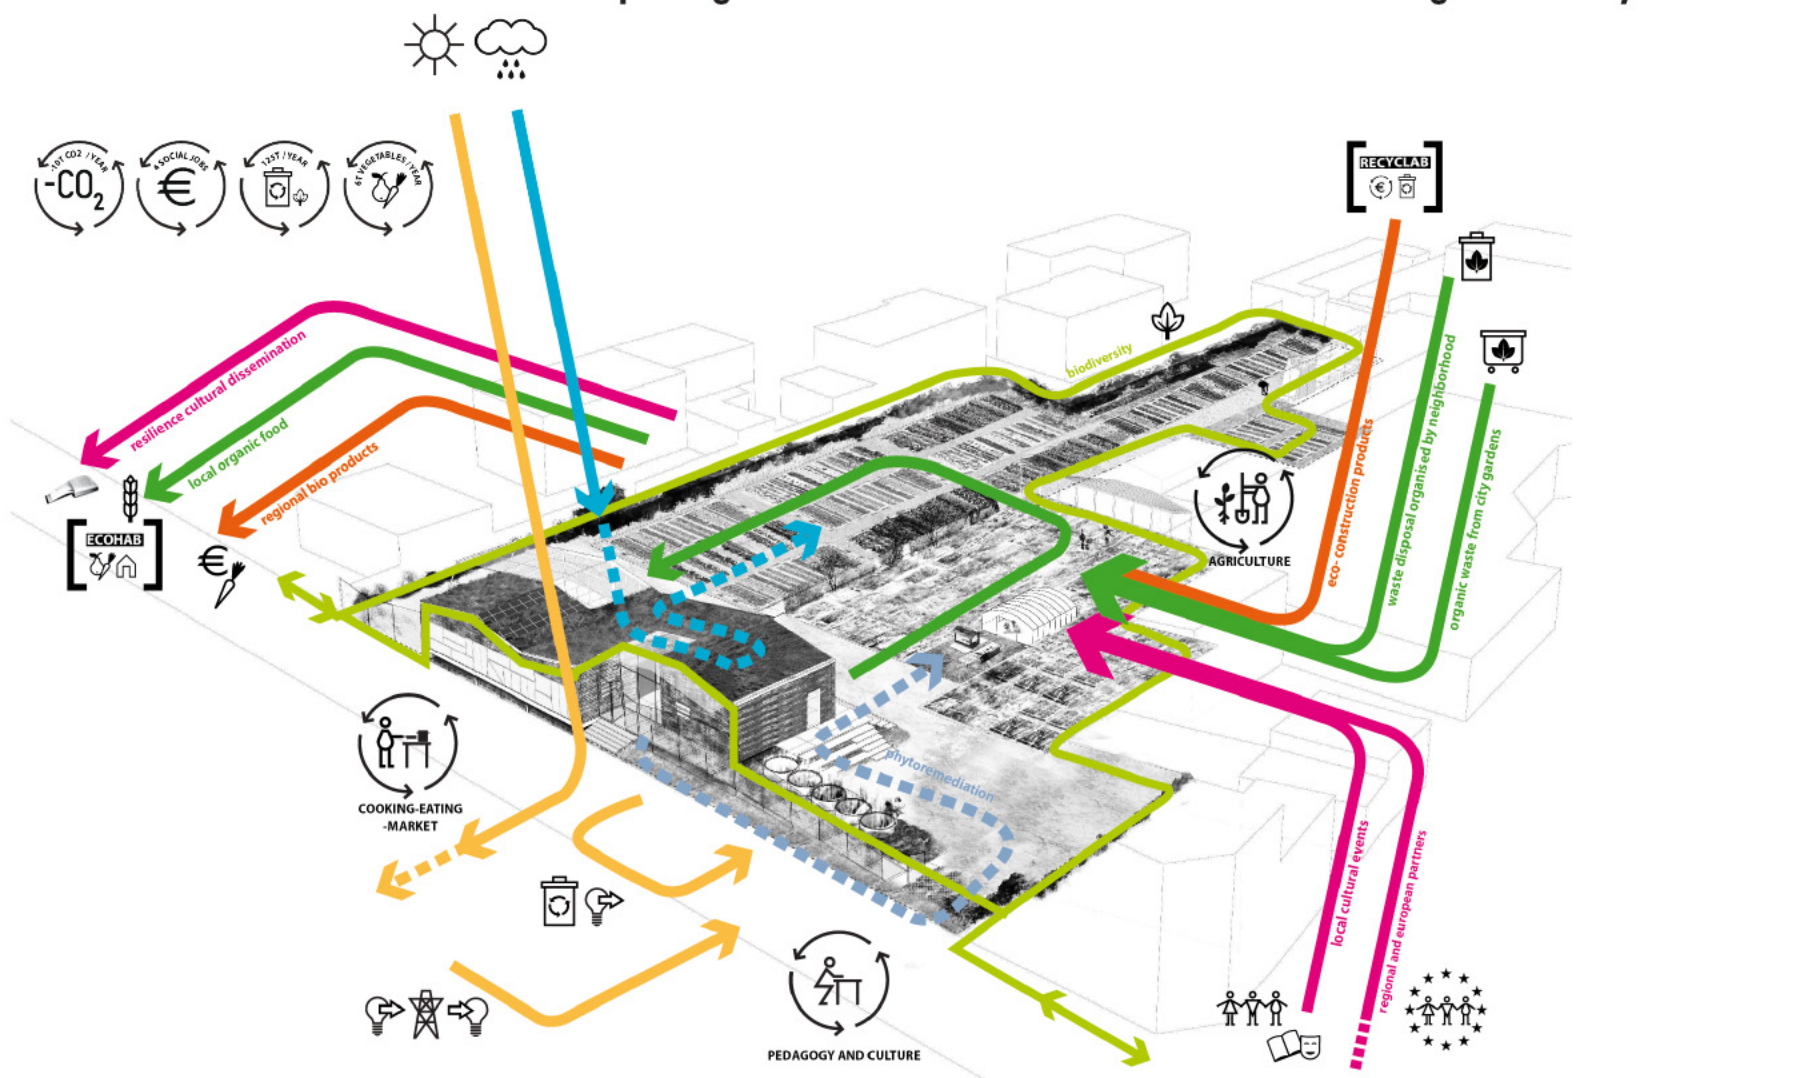 -10T CO2 /YEAR
-CO2
4 SOCIAL JOBS
€
125T / YEAR
6T VEGETABLES / YEAR
RECYCLAB
€
biodiversity
resilience cultural dissemination
local organic food
regional bio products
ECOHAB
€
AGRICULTURE
eco- construction products
waste disposal organised by neighborhood
organic waste from city gardens
phytoremediation
COOKING-EATING
-MARKET
PEDAGOGY AND CULTURE
local cultural events
regional and european partners